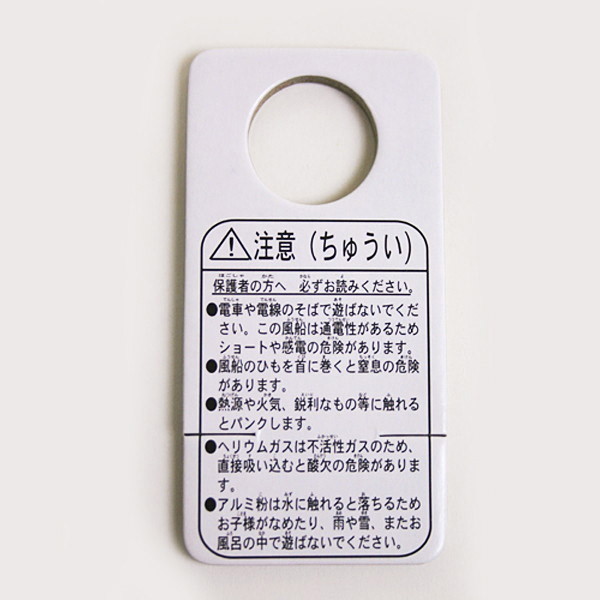 注意（ちゅうい）
保護者の方へ 必ずお読みください。
●電車や電線のそばで遊ばないでくだ
さい。この風船は通電性があるため
ショートや感電の危険があります。
●風船のひもを首に巻くと窒息の危険
があります。
●熱源や火気、鋭利なもの等に触れる
とパンクします。
●ヘリウムガスは不活性ガスのため、
直接吸い込むと酸欠の危険がありま
す。
●アルミ粉は水に触れると落ちるため
お子様がなめたり、雨や雪、またお
風呂の中で遊ばないでください。